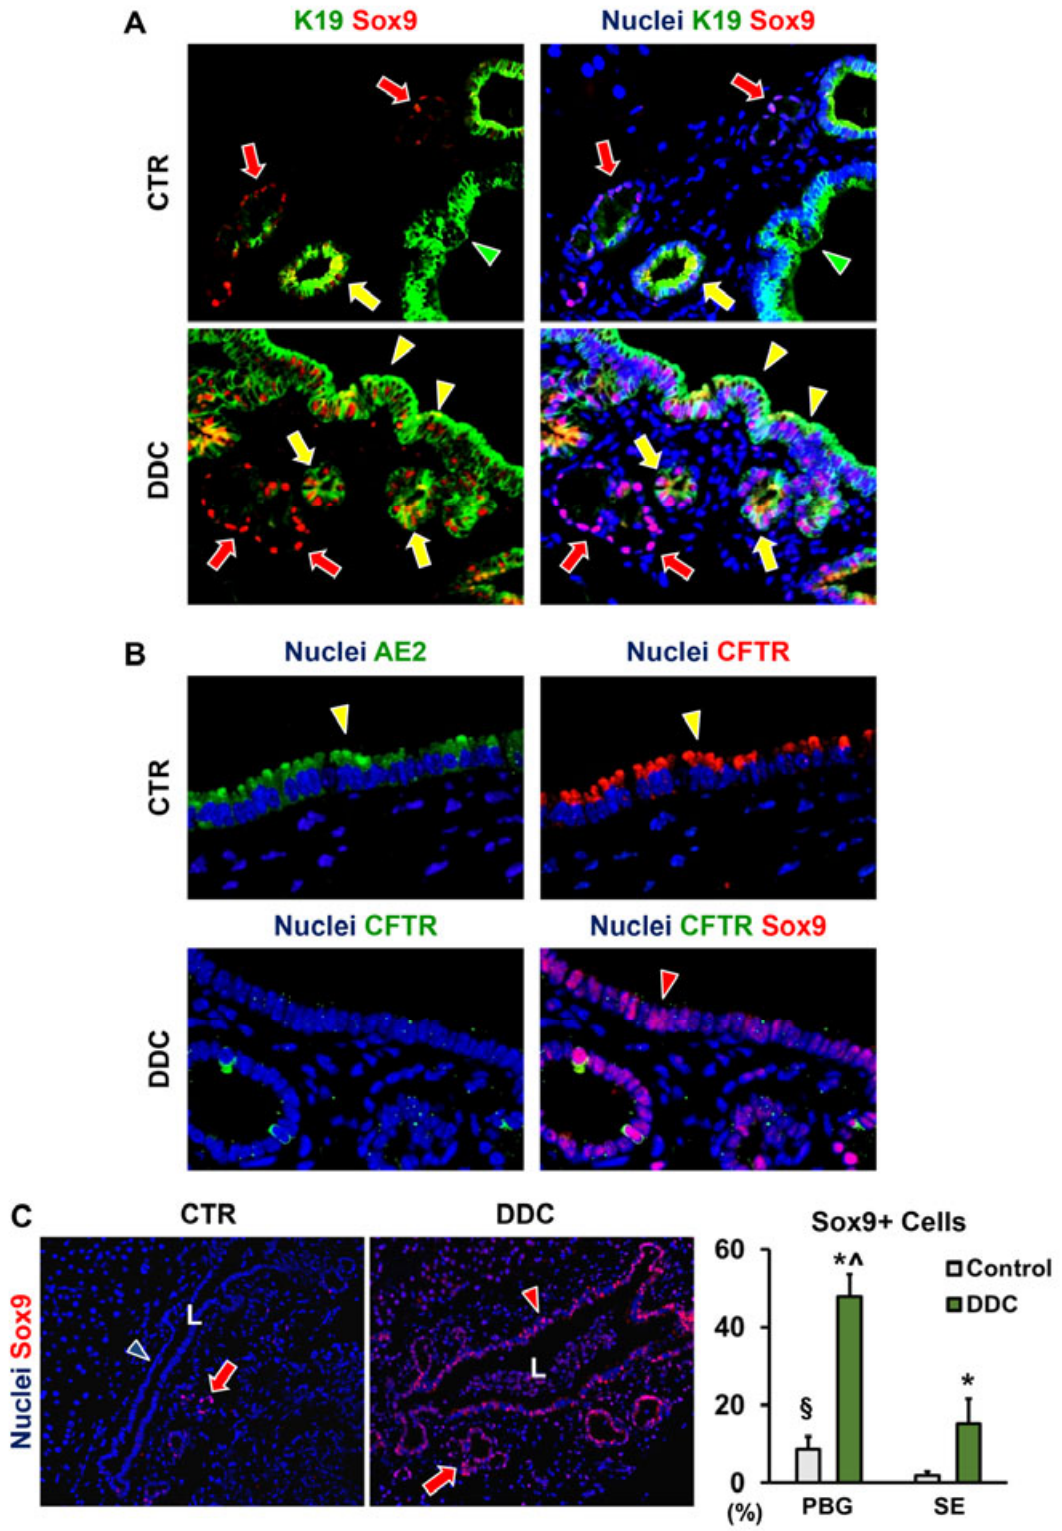 A
K19 Sox9
Nuclei K19 Sox9
CTR
DDC
B
Nuclei AE2
Nuclei CFTR
CTR
Nuclei CFTR
Nuclei CFTR Sox9
DDC
C
CTR
DDC
Nuclei Sox9
L
L
Sox9+ Cells
60
40
20
0
(%)
§
*^
*
Control
DDC
PBG
SE